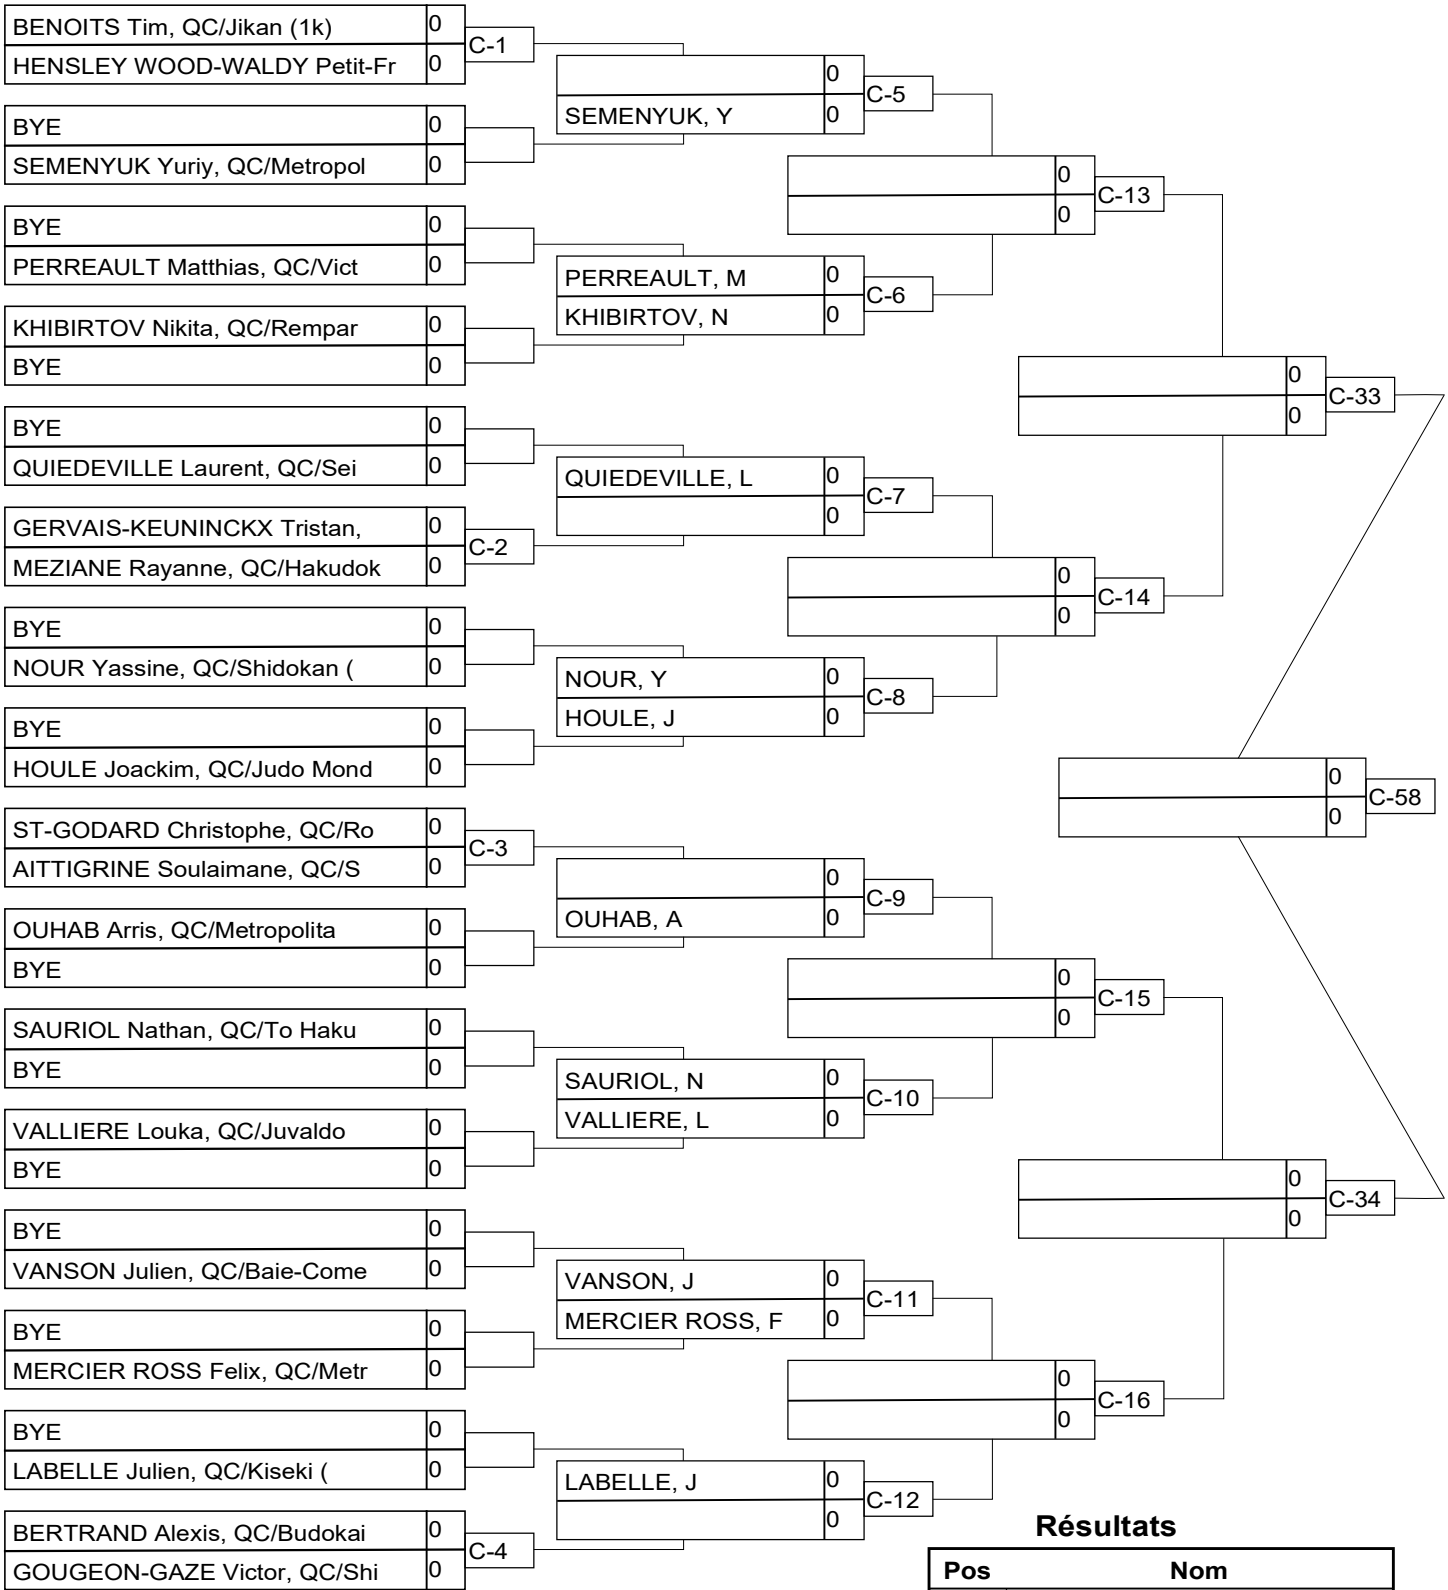 BENOITS Tim, QC/Jikan (1k) 0
C-1
HENSLEY WOOD-WALDY Petit-Fr 0
BYE 0
SEMENYUK Yuriy, QC/Metropol 0
BYE 0
PERREAULT Matthias, QC/Vict 0
KHIBIRTOV Nikita, QC/Rempar 0
BYE 0
BYE 0
QUIEDEVILLE Laurent, QC/Sei 0
GERVAIS-KEUNINCKX Tristan, 0
C-2
MEZIANE Rayanne, QC/Hakudok 0
BYE 0
NOUR Yassine, QC/Shidokan ( 0
BYE 0
HOULE Joackim, QC/Judo Mond 0
ST-GODARD Christophe, QC/Ro 0
C-3
AITTIGRINE Soulaimane, QC/S 0
OUHAB Arris, QC/Metropolita 0
BYE 0
SAURIOL Nathan, QC/To Haku 0
BYE 0
VALLIERE Louka, QC/Juvaldo 0
BYE 0
BYE 0
VANSON Julien, QC/Baie-Come 0
BYE 0
MERCIER ROSS Felix, QC/Metr 0
BYE 0
LABELLE Julien, QC/Kiseki ( 0
BERTRAND Alexis, QC/Budokai 0
C-4
GOUGEON-GAZE Victor, QC/Shi 0
0
C-5
SEMENYUK, Y 0
PERREAULT, M 0
C-6
KHIBIRTOV, N 0
QUIEDEVILLE, L 0
C-7
0
NOUR, Y 0
C-8
HOULE, J 0
0
C-9
OUHAB, A 0
SAURIOL, N 0
C-10
VALLIERE, L 0
VANSON, J 0
C-11
MERCIER ROSS, F 0
LABELLE, J 0
C-12
0
0
C-13
0
0
C-14
0
0
C-15
0
0
C-16
0
0
C-33
0
0
C-34
0
0
C-58
0
Résultats
Pos Nom